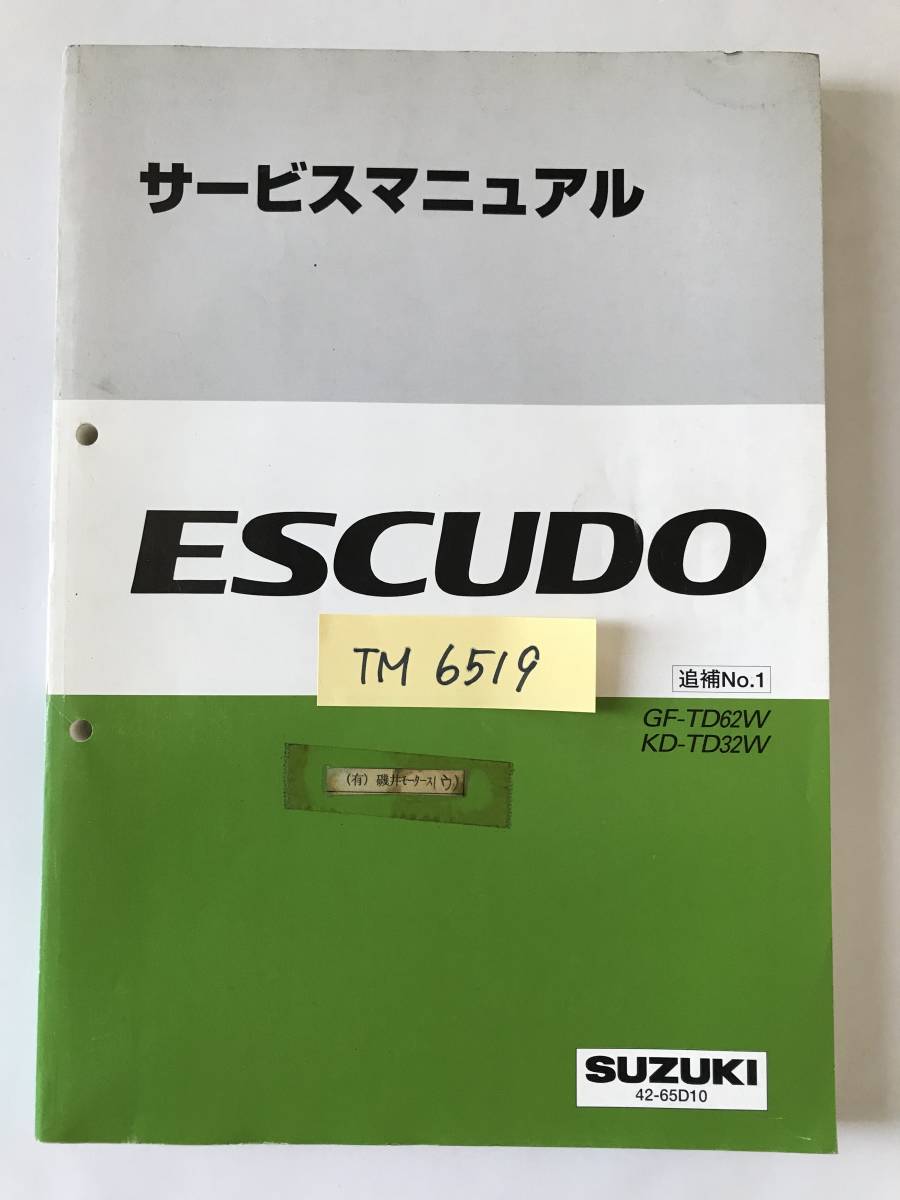 サービスマニュアル
ESCUDO
TM 6519
追補No.1
GF-TD62W
KD-TD32W
(有) 磯井モータース(ウ)
SUZUKI
42-65D10